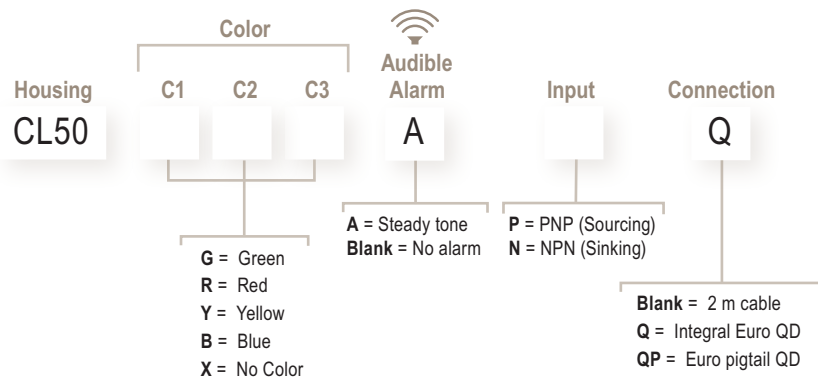 Color
Audible
Housing C1 C2 C3 Alarm Input Connection
CL50 A Q
A = Steady tone
Blank = No alarm
P = PNP (Sourcing)
N = NPN (Sinking)
G = Green
R = Red
Y = Yellow
B = Blue
X = No Color
Blank = 2 m cable
Q = Integral Euro QD
QP = Euro pigtail QD